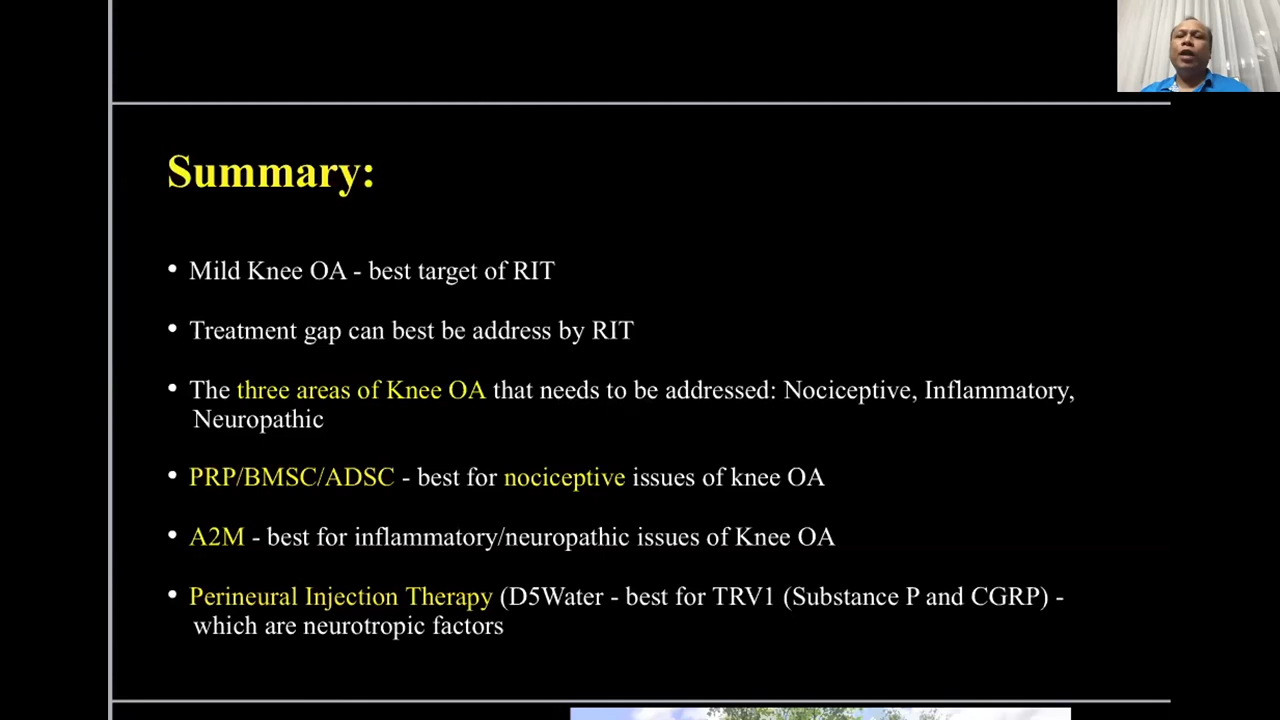 Summary:
• Mild Knee OA - best target of RIT
• Treatment gap can best be address by RIT
• The three areas of Knee OA that needs to be addressed: Nociceptive, Inflammatory,
Neuropathic
• PRP/BMSC/ADSC - best for nociceptive issues of knee OA
• A2M - best for inflammatory/neuropathic issues of Knee OA
• Perineural Injection Therapy (D5Water - best for TRV1 (Substance P and CGRP) -
which are neurotropic factors